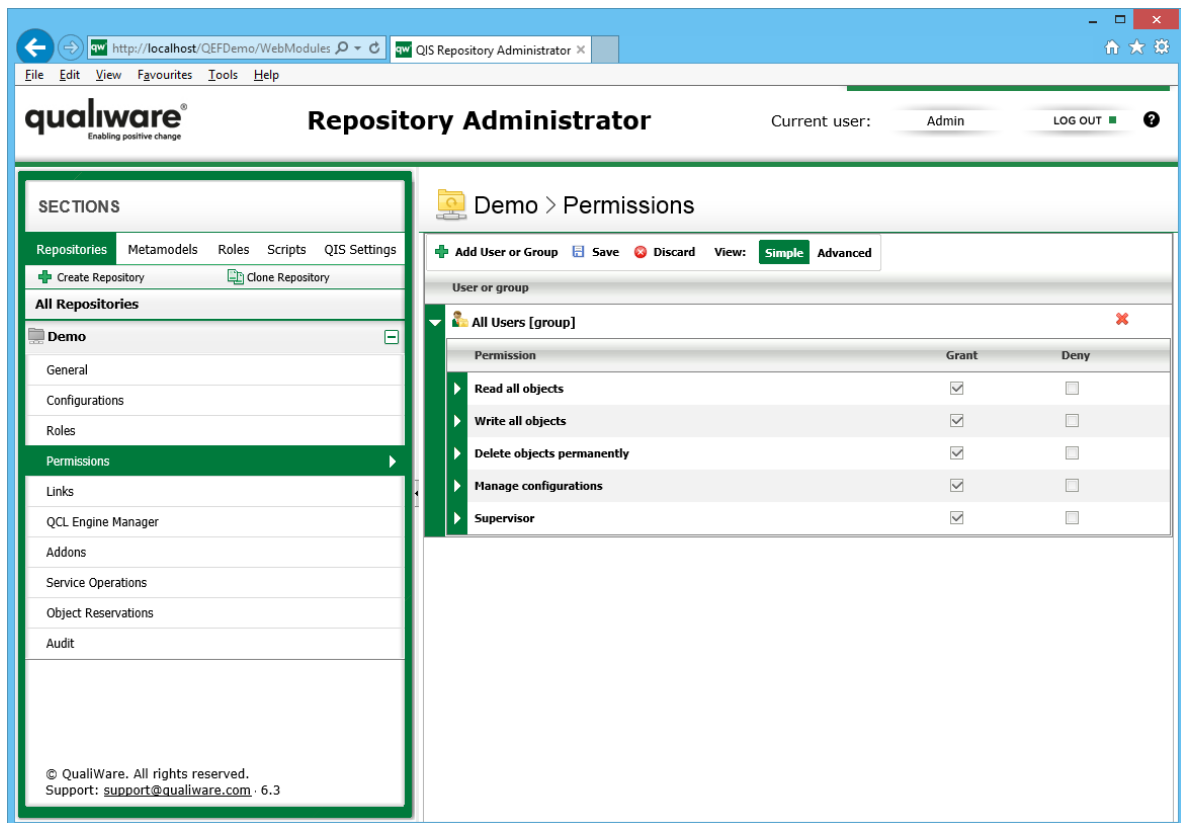 http://localhost/QEFDemo/WebModules
QIS Repository Administrator
File Edit View Favourites Tools Help
qualiware®
Enabling positive change
Repository Administrator
Current user: Admin LOG OUT
SECTIONS
Repositories Metamodels Roles Scripts QIS Settings
Create Repository Clone Repository
All Repositories
Demo
General
Configurations
Roles
Permissions
Links
QCL Engine Manager
Addons
Service Operations
Object Reservations
Audit
© QualiWare. All rights reserved.
Support: support@qualiware.com · 6.3
Demo > Permissions
Add User or Group Save Discard View: Simple Advanced
User or group
All Users [group]
Permission Grant Deny
Read all objects
Write all objects
Delete objects permanently
Manage configurations
Supervisor